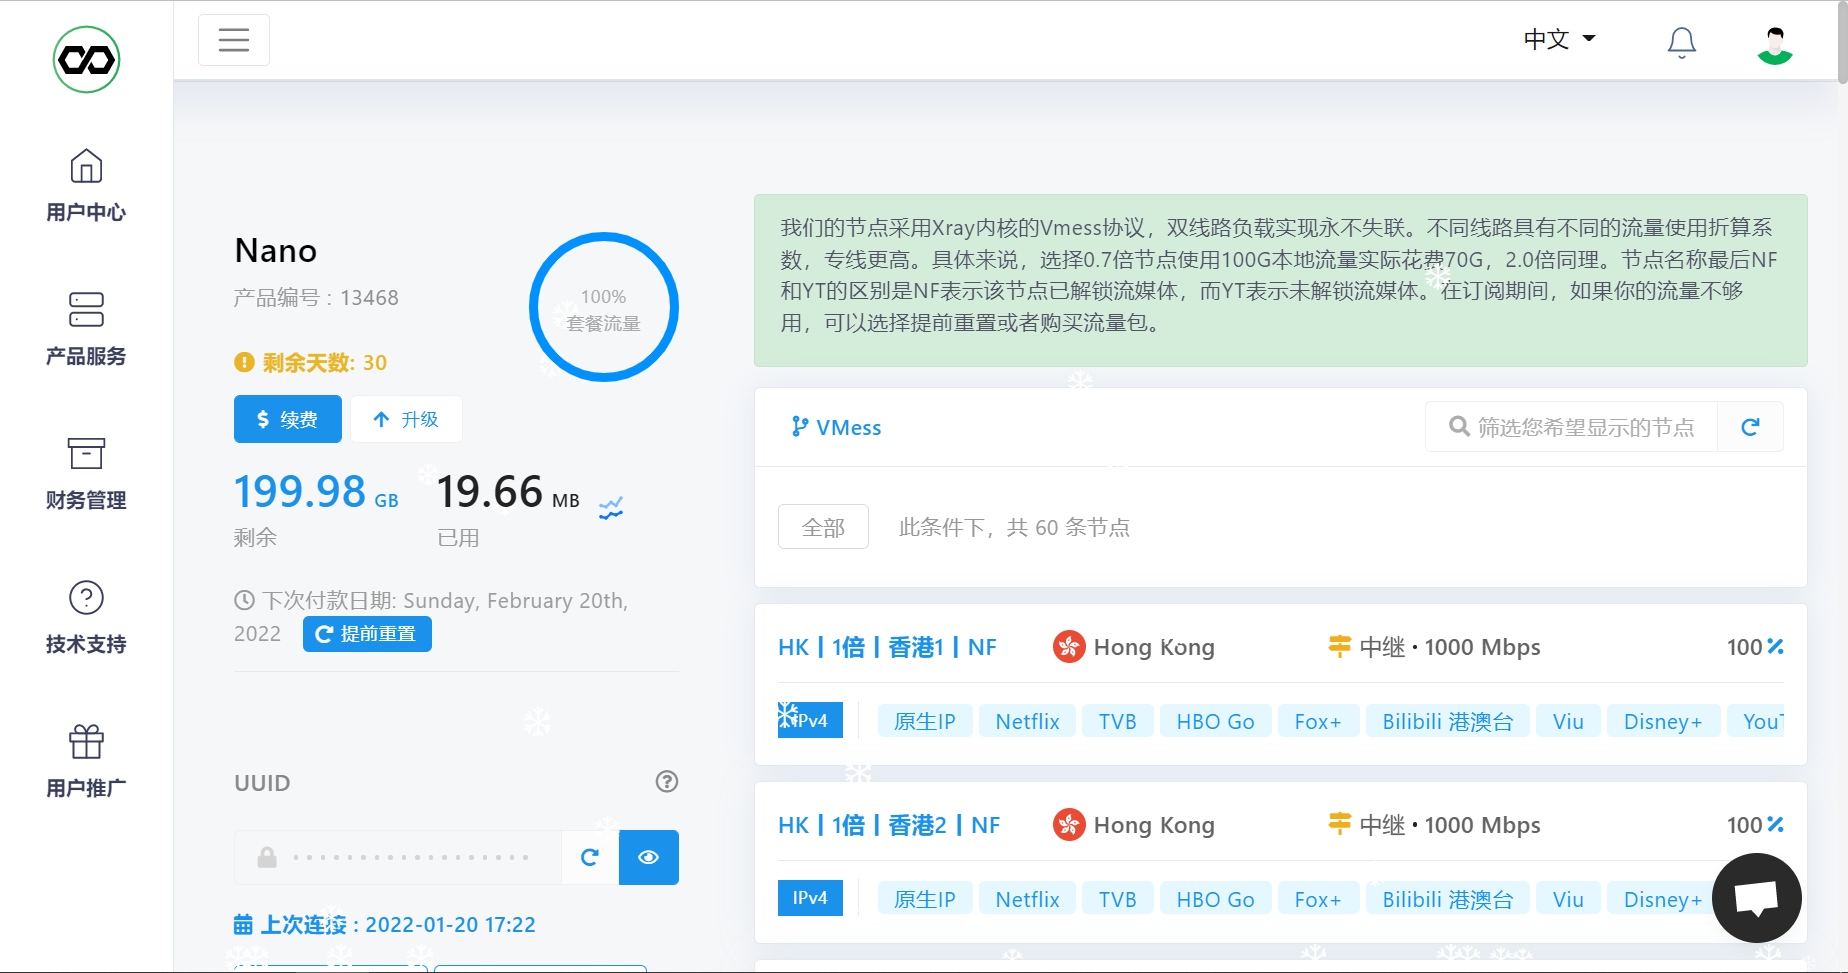 中文
用户中心
产品服务
财务管理
技术支持
用户推广
Nano
产品编号 : 13468
100%
套餐流量
剩余天数: 30
续费
升级
199.98 GB
剩余
19.66 MB
已用
下次付款日期: Sunday, February 20th,
2022
提前重置
UUID
上次连接 : 2022-01-20 17:22
我们的节点采用Xray内核的Vmess协议，双线路负载实现永不失联。不同线路具有不同的流量使用折算系
数，专线更高。具体来说，选择0.7倍节点使用100G本地流量实际花费70G，2.0倍同理。节点名称最后NF
和YT的区别是NF表示该节点已解锁流媒体，而YT表示未解锁流媒体。在订阅期间，如果你的流量不够
用，可以选择提前重置或者购买流量包。
VMess
筛选您希望显示的节点
全部
此条件下，共 60 条节点
HK┃1倍┃香港1┃NF
Hong Kong
中继 • 1000 Mbps
100
IPv4
原生IP
Netflix
TVB
HBO Go
Fox+
Bilibili 港澳台
Viu
Disney+
YouT
HK┃1倍┃香港2┃NF
Hong Kong
中继 • 1000 Mbps
100
IPv4
原生IP
Netflix
TVB
HBO Go
Fox+
Bilibili 港澳台
Viu
Disney+